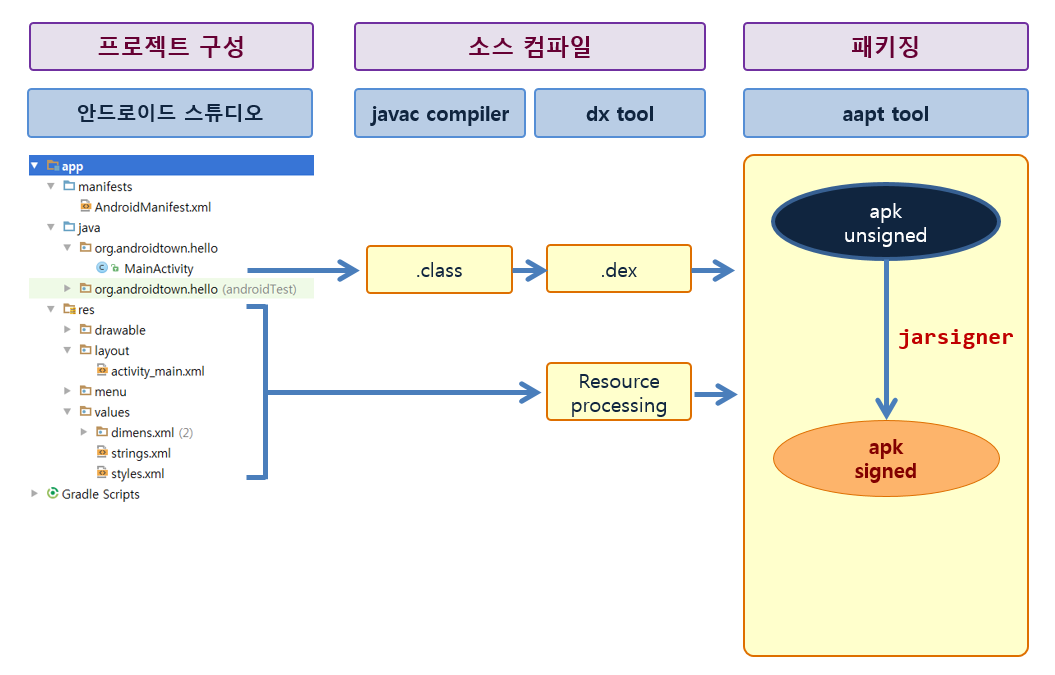 프로젝트 구성
소스 컴파일
패키징
안드로이드 스튜디오
javac compiler
dx tool
aapt tool
app
manifests
AndroidManifest.xml
java
org.androidtown.hello
MainActivity
org.androidtown.hello (androidTest)
res
drawable
layout
activity_main.xml
menu
values
dimens.xml (2)
strings.xml
styles.xml
Gradle Scripts
.class
.dex
Resource
processing
apk
unsigned
jarsigner
apk
signed